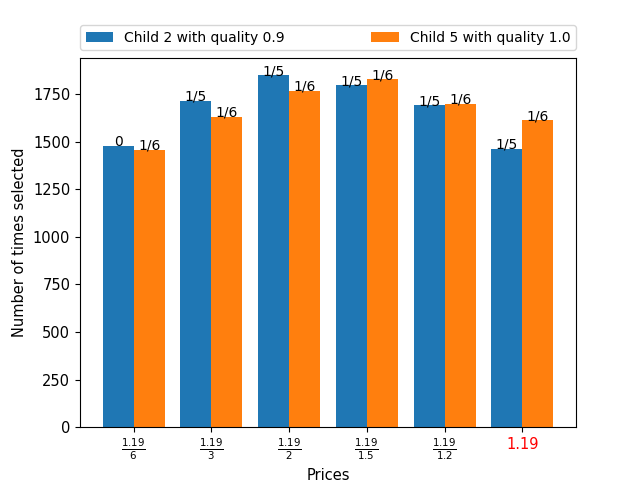 Child 2 with quality 0.9 Child 5 with quality 1.0
Number of times selected
1750
1500
1250
1000
750
500
250
0
0 1/6 1/5 1/6 1/5 1/6 1/5 1/6 1/5 1/6 1/5 1/6
1.19/6 1.19/3 1.19/2 1.19/1.5 1.19/1.2 1.19
Prices